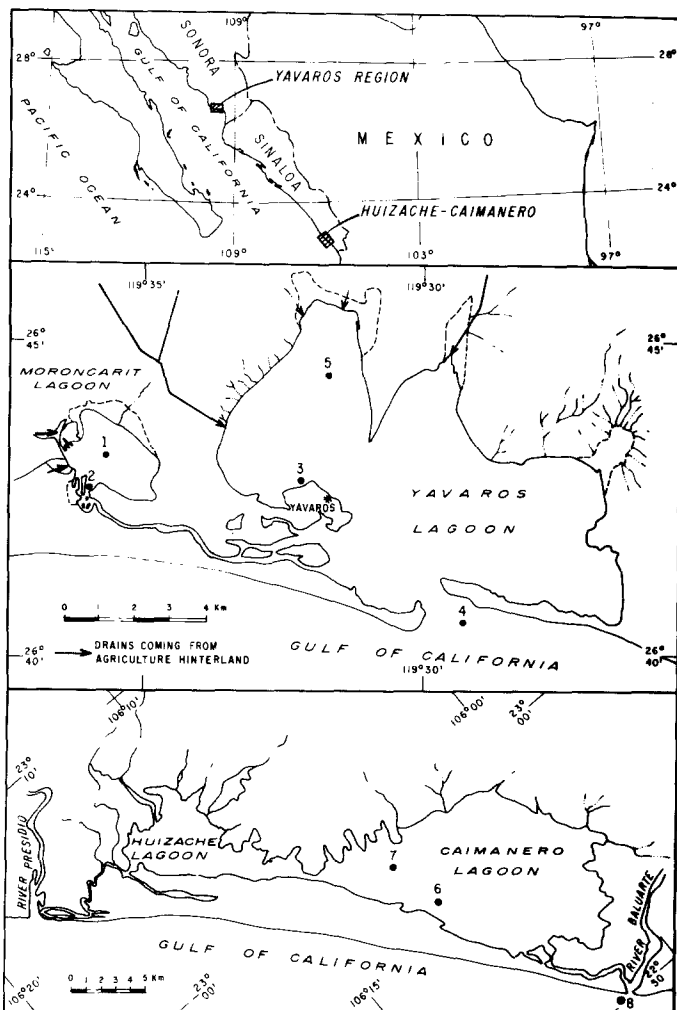 109°
97°
28°
28°
SONORA
GULF OF CALIFORNIA
YAVAROS REGION
PACIFIC OCEAN
MEXICO
SINALOA
24°
24°
HUIZACHE-CAIMANERO
115°
109°
103°
97°
119°35'
119°30'
26°
45'
26°
45'
MORONCARIT
LAGOON
5
1
2
3
YAVAROS
YAVAROS
LAGOON
0 1 2 3 4 Km
4
DRAINS COMING FROM
AGRICULTURE HINTERLAND
GULF OF CALIFORNIA
26°
40'
26°
40'
119°30'
106°10'
106°00'
23°
00'
23°
10'
RIVER PRESIDIO
HUIZACHE
LAGOON
7
CAIMANERO
LAGOON
6
RIVER BALUARTE
GULF OF CALIFORNIA
22°
50'
0 1 2 3 4 5 Km
106°20'
23°
00'
106°15'
8